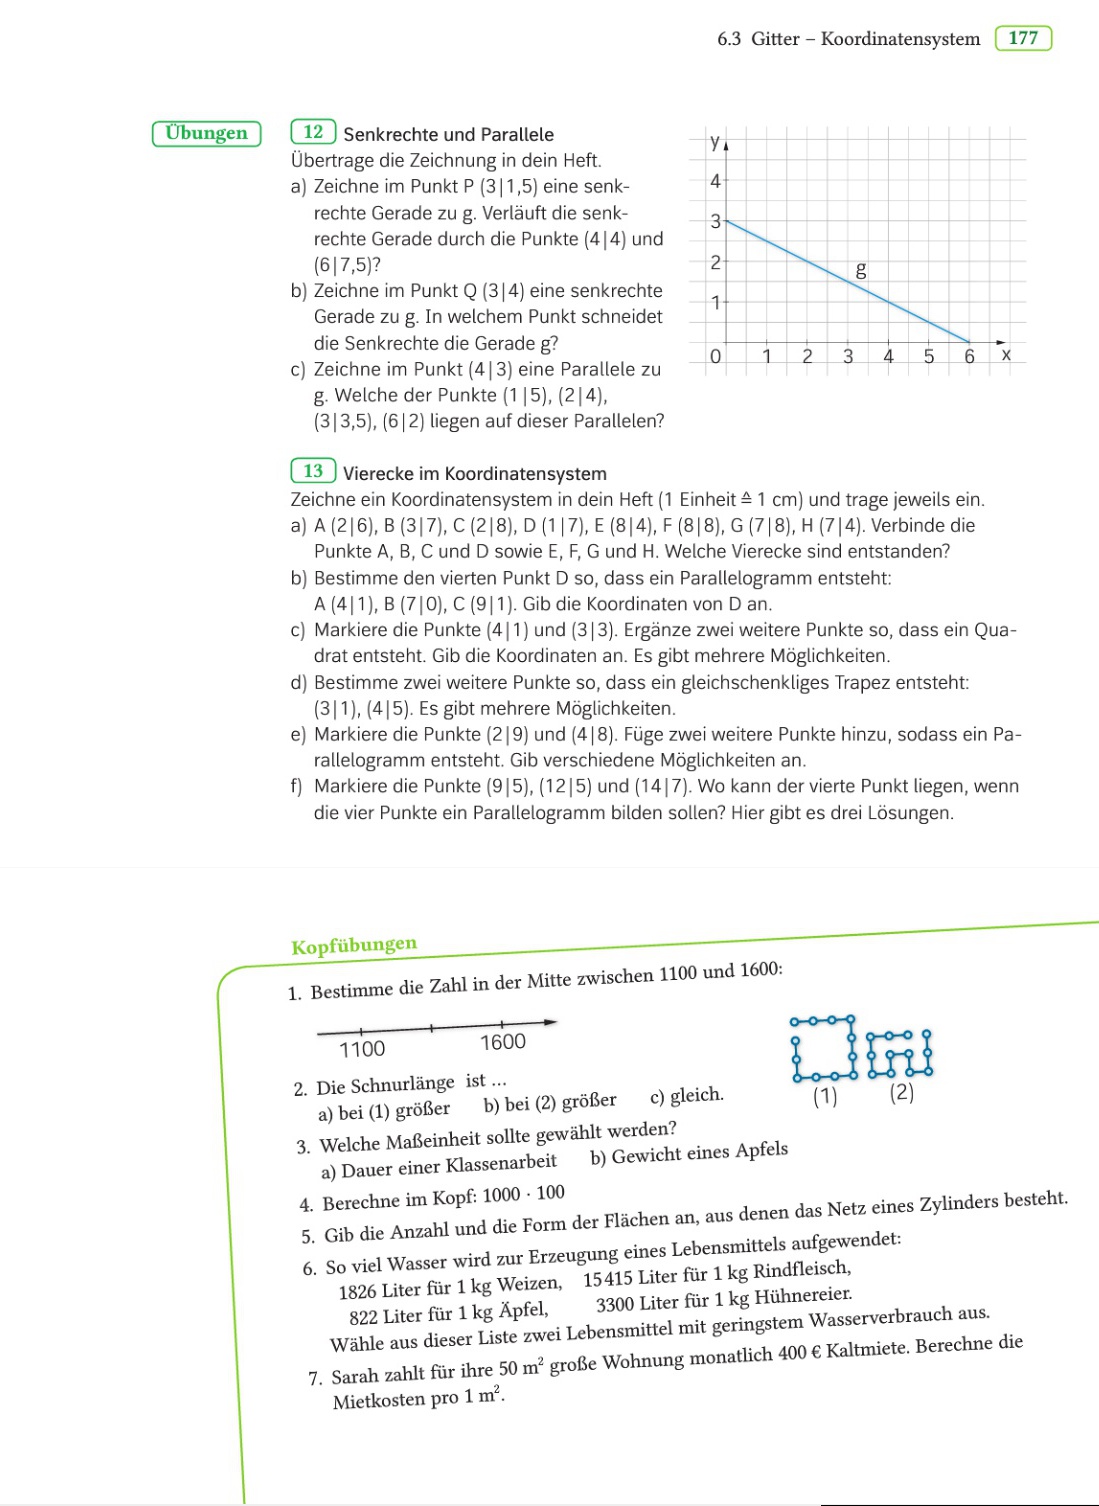 6.3 Gitter – Koordinatensystem 177
Übungen
12 Senkrechte und Parallele
Übertrage die Zeichnung in dein Heft.
a) Zeichne im Punkt P (3|1,5) eine senk-
rechte Gerade zu g. Verläuft die senk-
rechte Gerade durch die Punkte (4|4) und
(6|7,5)?
b) Zeichne im Punkt Q (3|4) eine senkrechte
Gerade zu g. In welchem Punkt schneidet
die Senkrechte die Gerade g?
c) Zeichne im Punkt (4|3) eine Parallele zu
g. Welche der Punkte (1|5), (2|4),
(3|3,5), (6|2) liegen auf dieser Parallelen?
y
4
3
2
g
1
0 1 2 3 4 5 6 x
13 Vierecke im Koordinatensystem
Zeichne ein Koordinatensystem in dein Heft (1 Einheit ≙ 1 cm) und trage jeweils ein.
a) A (2|6), B (3|7), C (2|8), D (1|7), E (8|4), F (8|8), G (7|8), H (7|4). Verbinde die
Punkte A, B, C und D sowie E, F, G und H. Welche Vierecke sind entstanden?
b) Bestimme den vierten Punkt D so, dass ein Parallelogramm entsteht:
A (4|1), B (7|0), C (9|1). Gib die Koordinaten von D an.
c) Markiere die Punkte (4|1) und (3|3). Ergänze zwei weitere Punkte so, dass ein Qua-
drat entsteht. Gib die Koordinaten an. Es gibt mehrere Möglichkeiten.
d) Bestimme zwei weitere Punkte so, dass ein gleichschenkliges Trapez entsteht:
(3|1), (4|5). Es gibt mehrere Möglichkeiten.
e) Markiere die Punkte (2|9) und (4|8). Füge zwei weitere Punkte hinzu, sodass ein Pa-
rallelogramm entsteht. Gib verschiedene Möglichkeiten an.
f) Markiere die Punkte (9|5), (12|5) und (14|7). Wo kann der vierte Punkt liegen, wenn
die vier Punkte ein Parallelogramm bilden sollen? Hier gibt es drei Lösungen.
Kopfübungen
1. Bestimme die Zahl in der Mitte zwischen 1100 und 1600:
1100 1600
2. Die Schnurlänge ist ...
a) bei (1) größer b) bei (2) größer c) gleich.
(1) (2)
3. Welche Maßeinheit sollte gewählt werden?
a) Dauer einer Klassenarbeit b) Gewicht eines Apfels
4. Berechne im Kopf: 1000 · 100
5. Gib die Anzahl und die Form der Flächen an, aus denen das Netz eines Zylinders besteht.
6. So viel Wasser wird zur Erzeugung eines Lebensmittels aufgewendet:
1826 Liter für 1 kg Weizen, 15 415 Liter für 1 kg Rindfleisch,
822 Liter für 1 kg Äpfel, 3300 Liter für 1 kg Hühnereier.
Wähle aus dieser Liste zwei Lebensmittel mit geringstem Wasserverbrauch aus.
7. Sarah zahlt für ihre 50 m² große Wohnung monatlich 400 € Kaltmiete. Berechne die
Mietkosten pro 1 m².